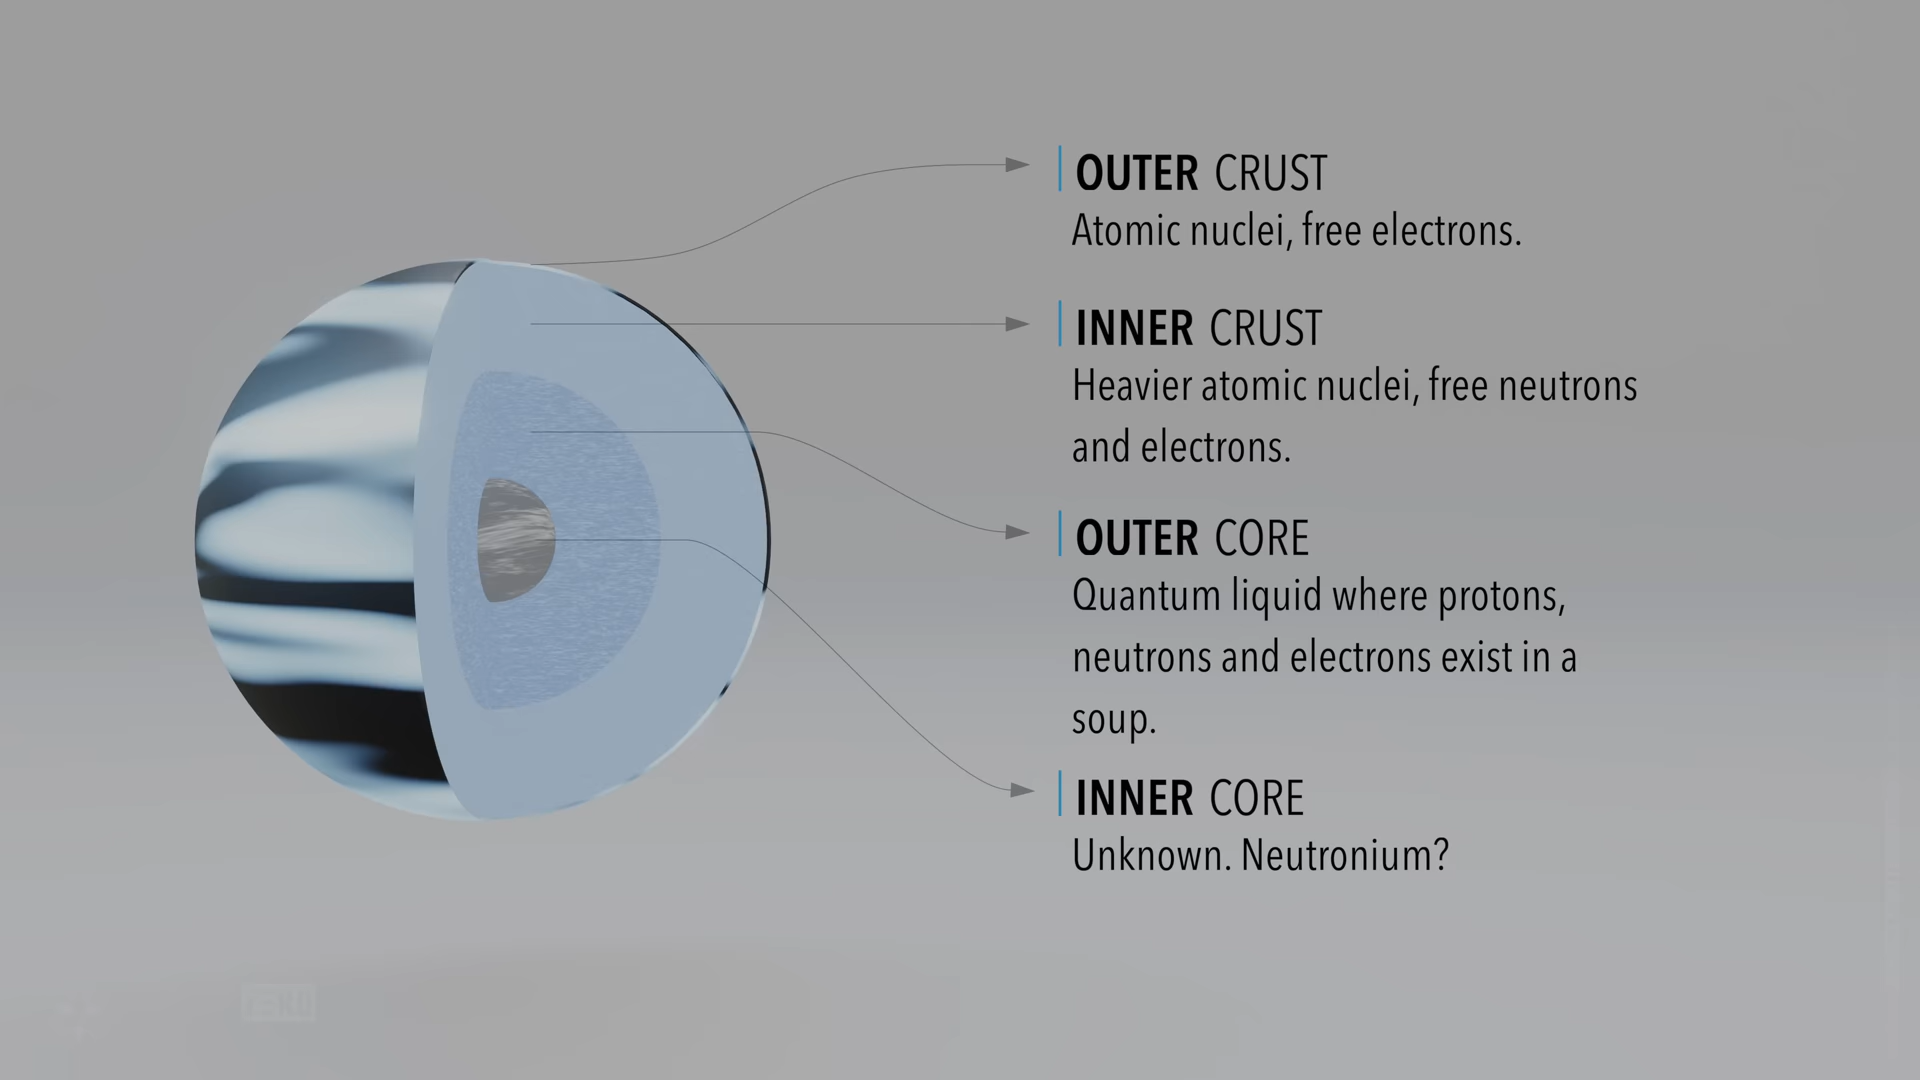 OUTER CRUST
Atomic nuclei, free electrons.
INNER CRUST
Heavier atomic nuclei, free neutrons
and electrons.
OUTER CORE
Quantum liquid where protons,
neutrons and electrons exist in a
soup.
INNER CORE
Unknown. Neutronium?